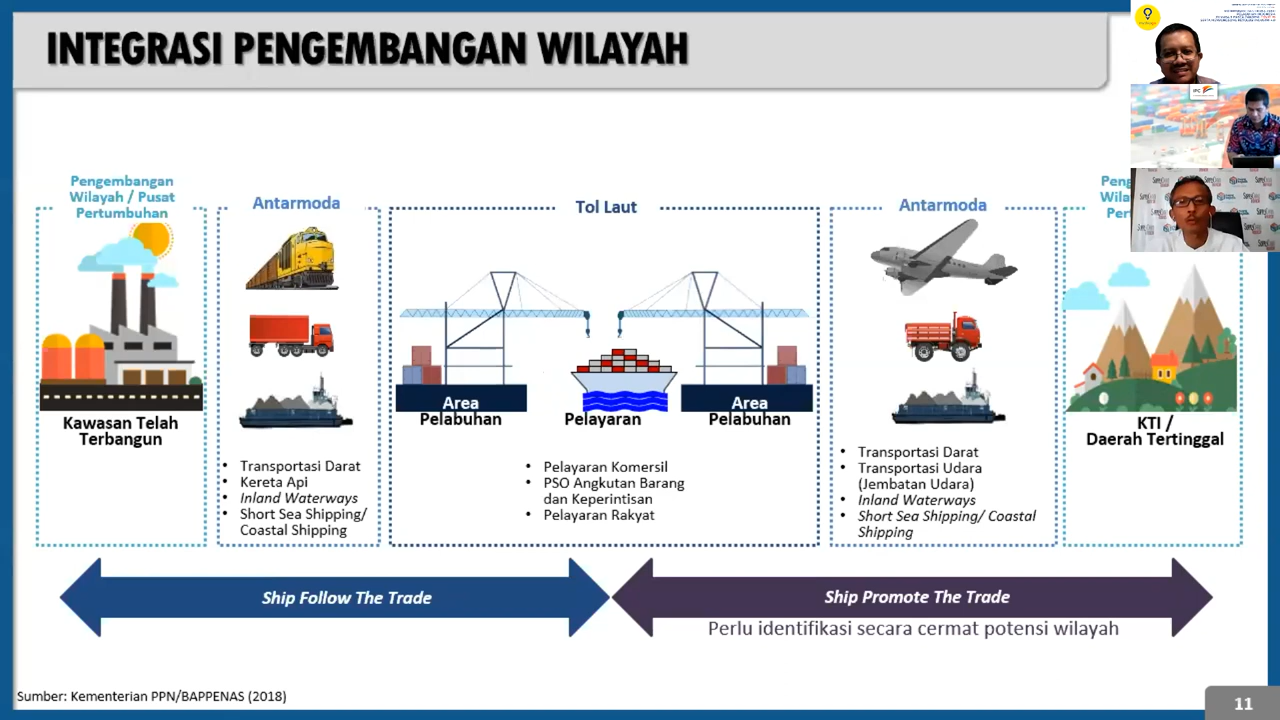 INTEGRASI PENGEMBANGAN WILAYAH
IPC
Pengembangan
Wilayah / Pusat
Pertumbuhan
Antarmoda
Tol Laut
Antarmoda
Kawasan Telah
Terbangun
Area
Pelabuhan
Pelayaran
Area
Pelabuhan
KTI /
Daerah Tertinggal
• Transportasi Darat
• Kereta Api
• Inland Waterways
• Short Sea Shipping/
Coastal Shipping
• Pelayaran Komersil
• PSO Angkutan Barang
dan Keperintisan
• Pelayaran Rakyat
• Transportasi Darat
• Transportasi Udara
(Jembatan Udara)
• Inland Waterways
• Short Sea Shipping/ Coastal
Shipping
Ship Follow The Trade
Ship Promote The Trade
Perlu identifikasi secara cermat potensi wilayah
Sumber: Kementerian PPN/BAPPENAS (2018)
11